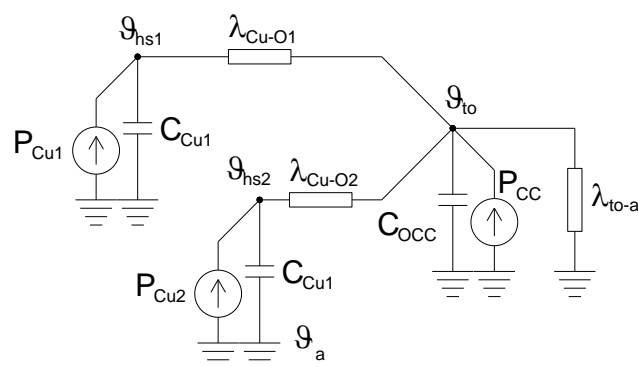 ϑhs1
λCu-O1
PCu1
CCu1
ϑto
ϑhs2
λCu-O2
PCC
COCC
λto-a
PCu2
CCu1
ϑa